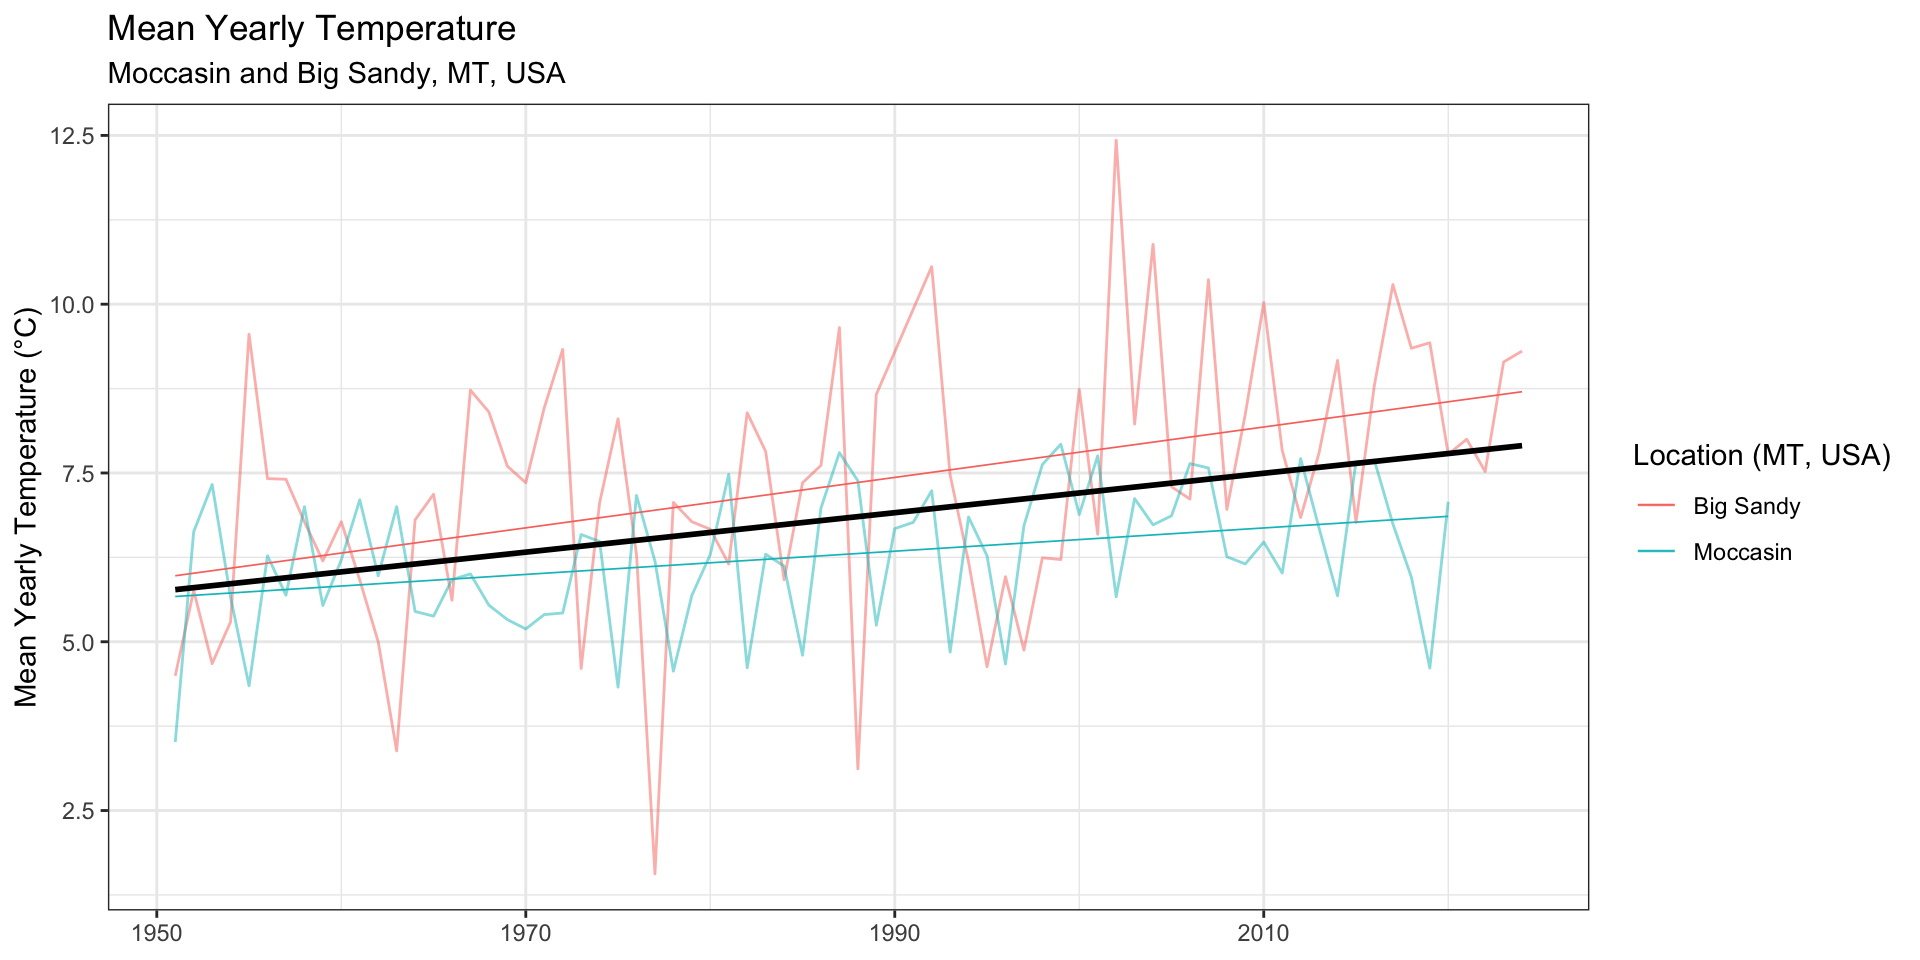 Mean Yearly Temperature
Moccasin and Big Sandy, MT, USA
Mean Yearly Temperature (°C)
12.5
10.0
7.5
5.0
2.5
1950
1970
1990
2010
Location (MT, USA)
Big Sandy
Moccasin